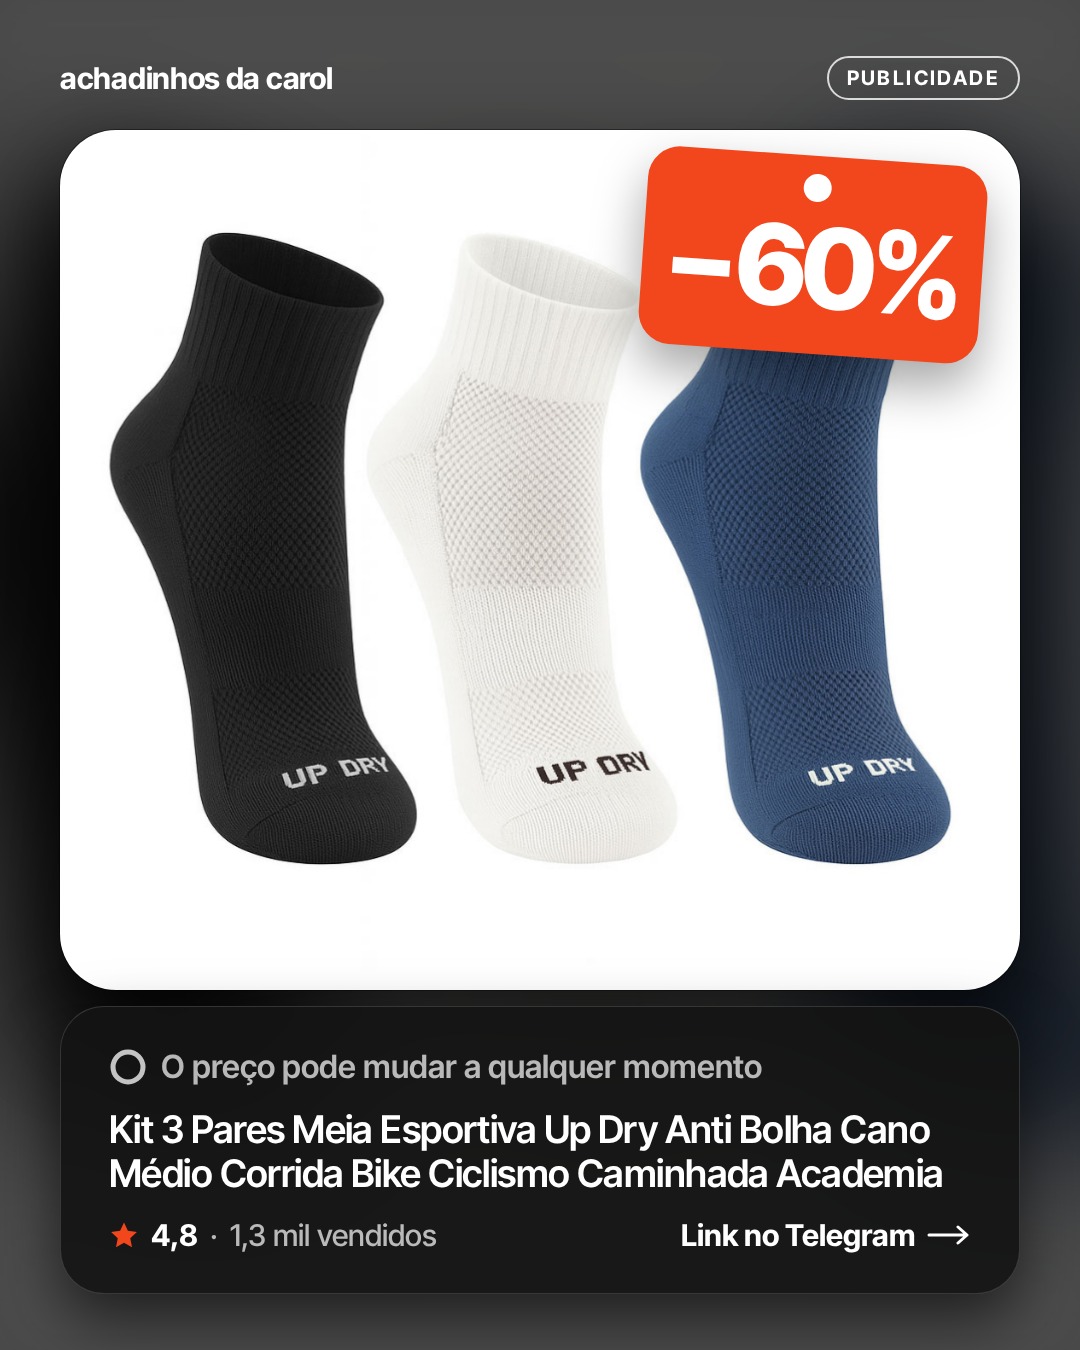 achadinhos da carol
PUBLICIDADE
–60%
UP DRY
UP DRY
UP DRY
O preço pode mudar a qualquer momento
Kit 3 Pares Meia Esportiva Up Dry Anti Bolha Cano
Médio Corrida Bike Ciclismo Caminhada Academia
4,8 · 1,3 mil vendidos
Link no Telegram →